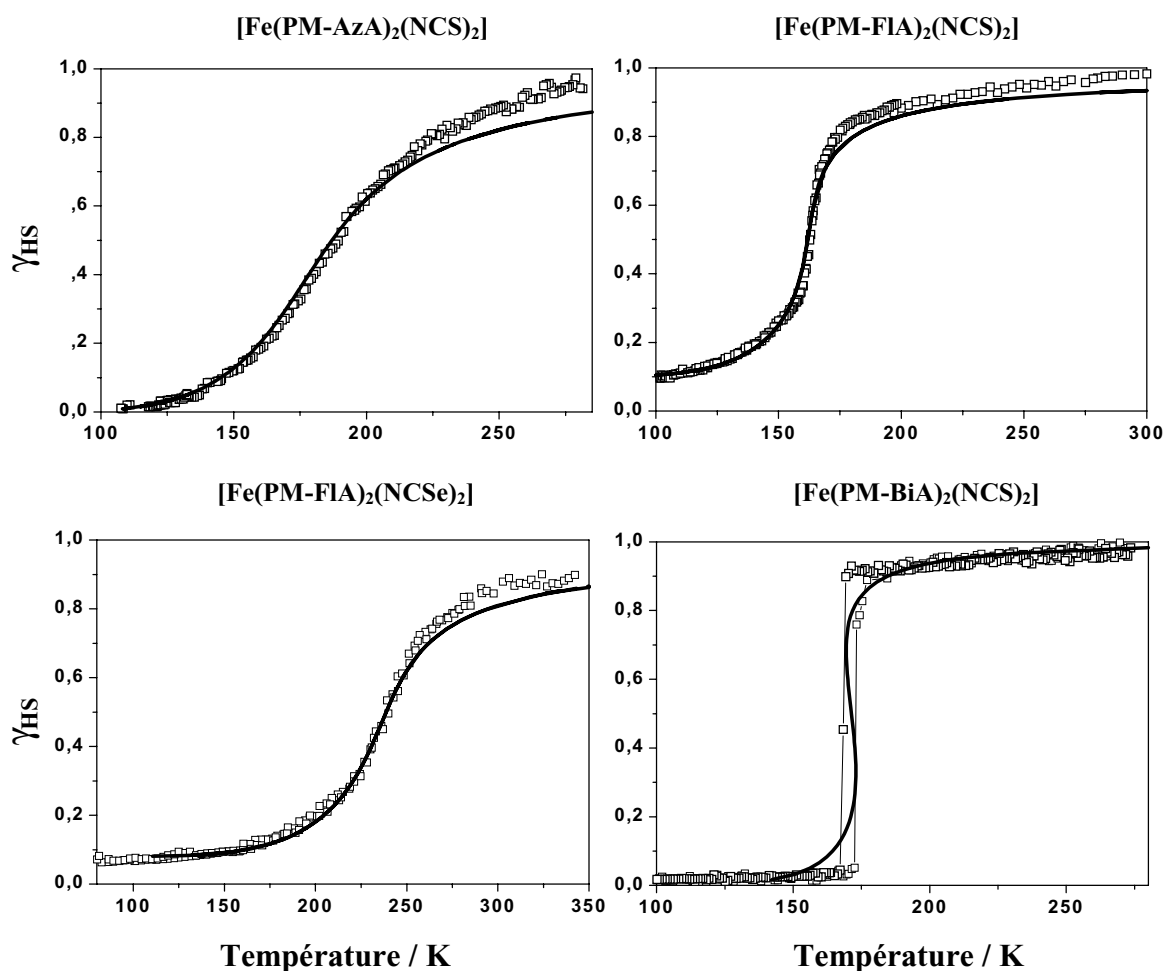 [Fe(PM-AzA)₂(NCS)₂]
[Fe(PM-FlA)₂(NCS)₂]
γHS
1,0
0,8
,6
,4
0,2
0,0
100 150 200 250
1,0
0,8
0,6
0,4
0,2
0,0
100 150 200 250 300
[Fe(PM-FlA)₂(NCSe)₂]
[Fe(PM-BiA)₂(NCS)₂]
γHS
1,0
0,8
0,6
0,4
0,2
0,0
100 150 200 250 300 350
1,0
0,8
0,6
0,4
0,2
0,0
100 150 200 250
Température / K
Température / K